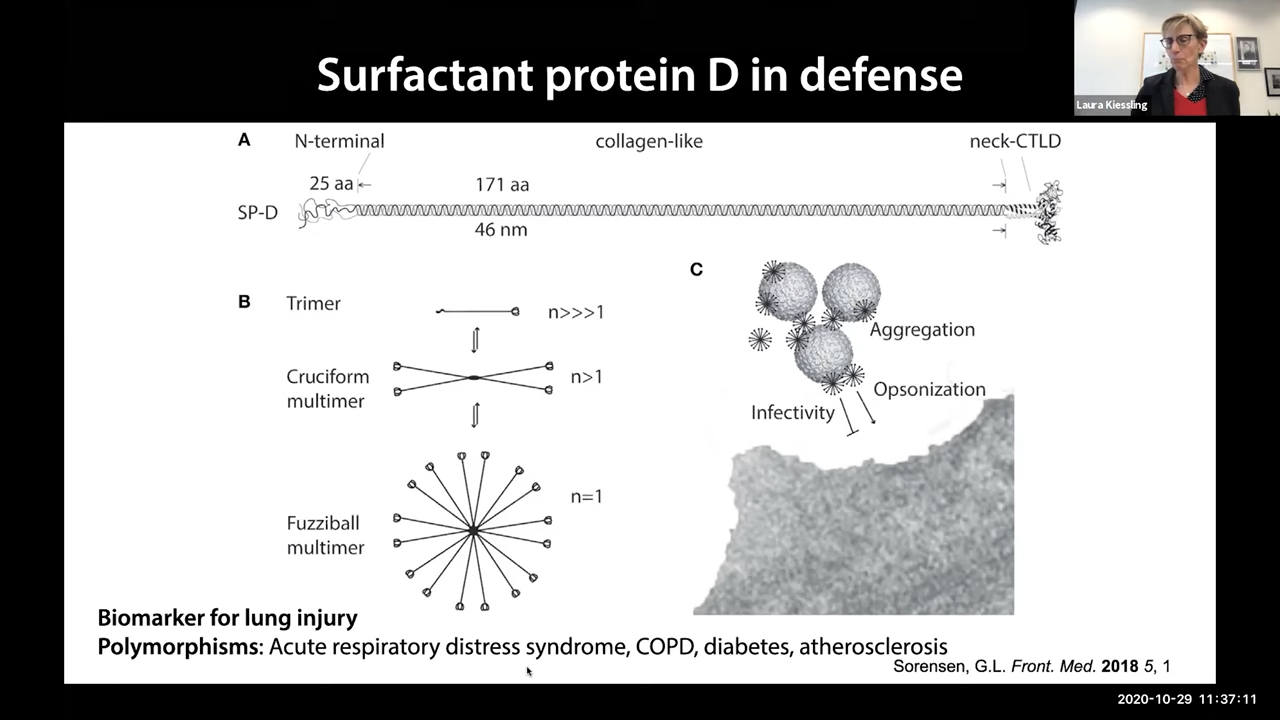 Surfactant protein D in defense
Laura Kiessling
A
N-terminal
collagen-like
neck-CTLD
25 aa
171 aa
SP-D
46 nm
B
Trimer
n>>>1
Cruciform
multimer
n>1
Fuzziball
multimer
n=1
C
Aggregation
Opsonization
Infectivity
Biomarker for lung injury
Polymorphisms: Acute respiratory distress syndrome, COPD, diabetes, atherosclerosis
Sorensen, G.L. Front. Med. 2018 5, 1
2020-10-29 11:37:11